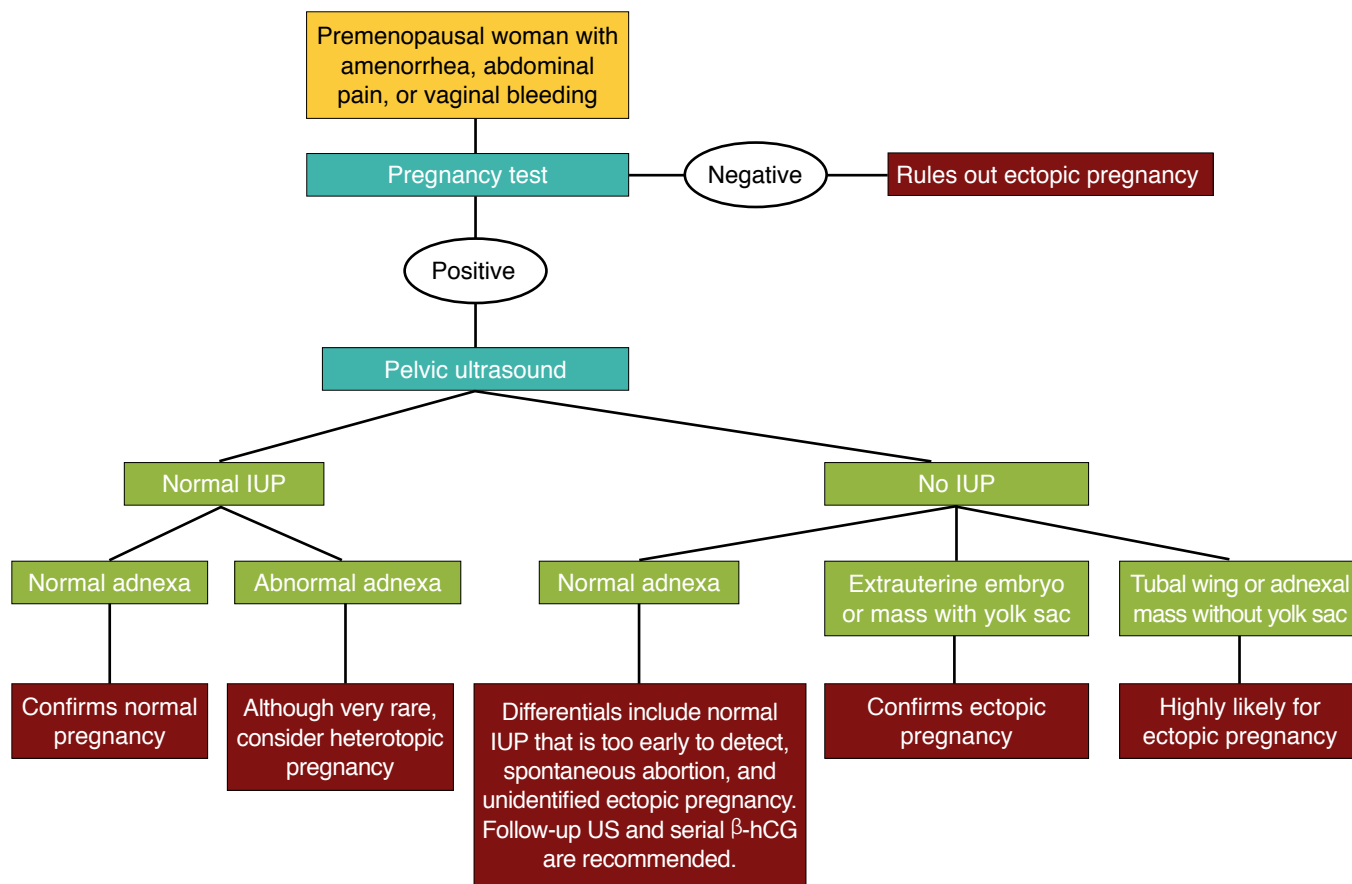 Premenopausal woman with
amenorrhea, abdominal
pain, or vaginal bleeding
Pregnancy test
Negative
Rules out ectopic pregnancy
Positive
Pelvic ultrasound
Normal IUP
No IUP
Normal adnexa
Abnormal adnexa
Normal adnexa
Extrauterine embryo
or mass with yolk sac
Tubal wing or adnexal
mass without yolk sac
Confirms normal
pregnancy
Although very rare,
consider heterotopic
pregnancy
Differentials include normal
IUP that is too early to detect,
spontaneous abortion, and
unidentified ectopic pregnancy.
Follow-up US and serial β-hCG
are recommended.
Confirms ectopic
pregnancy
Highly likely for
ectopic pregnancy